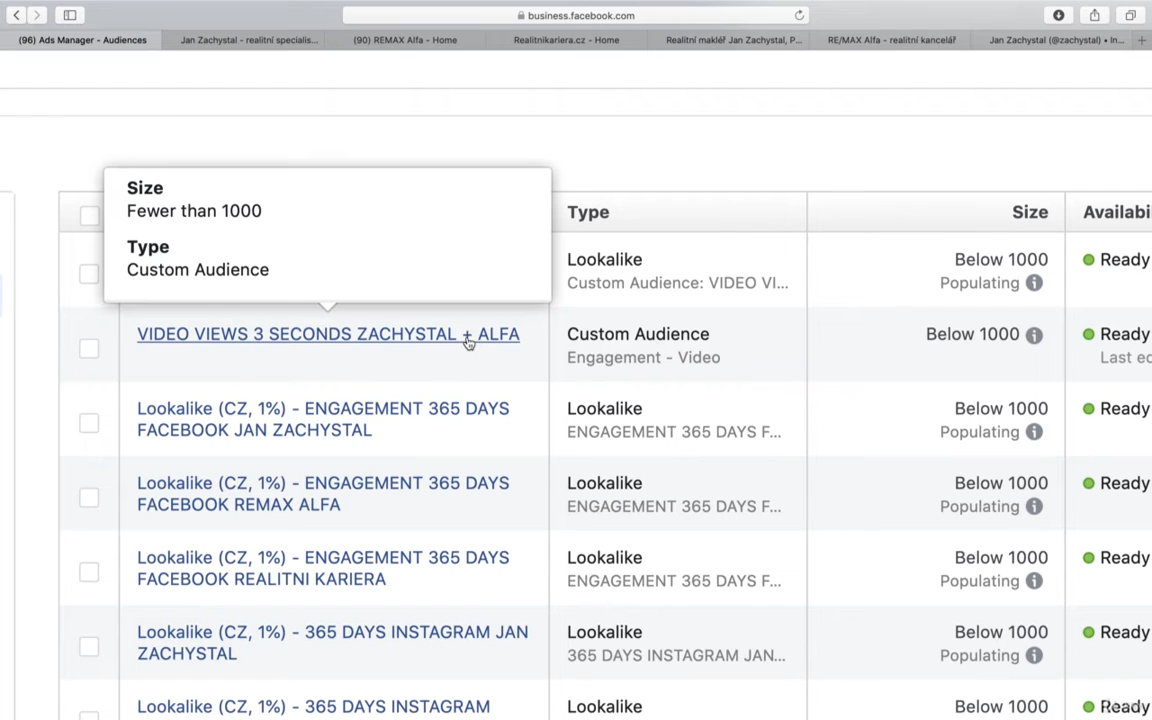 business.facebook.com
(96) Ads Manager - Audiences
Jan Zachystal - realitní specialis...
(90) REMAX Alfa - Home
Realitnikariera.cz - Home
Realitní makléř Jan Zachystal, P...
RE/MAX Alfa - realitní kancelář
Jan Zachystal (@zachystal) • In...
Size
Fewer than 1000
Type
Custom Audience
Type
Size
Availabi
Lookalike
Custom Audience: VIDEO VI...
Below 1000
Populating
Ready
VIDEO VIEWS 3 SECONDS ZACHYSTAL + ALFA
Custom Audience
Engagement - Video
Below 1000
Ready
Last ed
Lookalike (CZ, 1%) - ENGAGEMENT 365 DAYS
FACEBOOK JAN ZACHYSTAL
Lookalike
ENGAGEMENT 365 DAYS F...
Below 1000
Populating
Ready
Lookalike (CZ, 1%) - ENGAGEMENT 365 DAYS
FACEBOOK REMAX ALFA
Lookalike
ENGAGEMENT 365 DAYS F...
Below 1000
Populating
Ready
Lookalike (CZ, 1%) - ENGAGEMENT 365 DAYS
FACEBOOK REALITNI KARIERA
Lookalike
ENGAGEMENT 365 DAYS F...
Below 1000
Populating
Ready
Lookalike (CZ, 1%) - 365 DAYS INSTAGRAM JAN
ZACHYSTAL
Lookalike
365 DAYS INSTAGRAM JAN...
Below 1000
Populating
Ready
Lookalike (CZ, 1%) - 365 DAYS INSTAGRAM
Lookalike
Below 1000
Ready